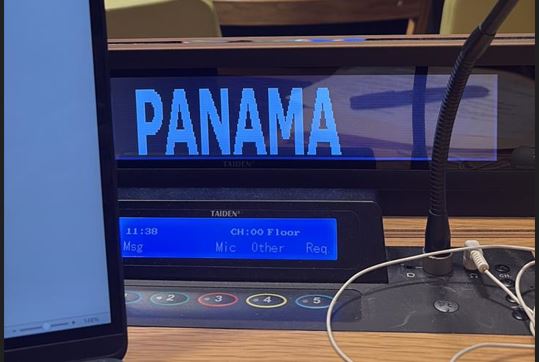 PANAMA
TAIDEN
TAIDEN
11:38 CH:00 Floor
Msg Mic Other Req
2 3 4 5